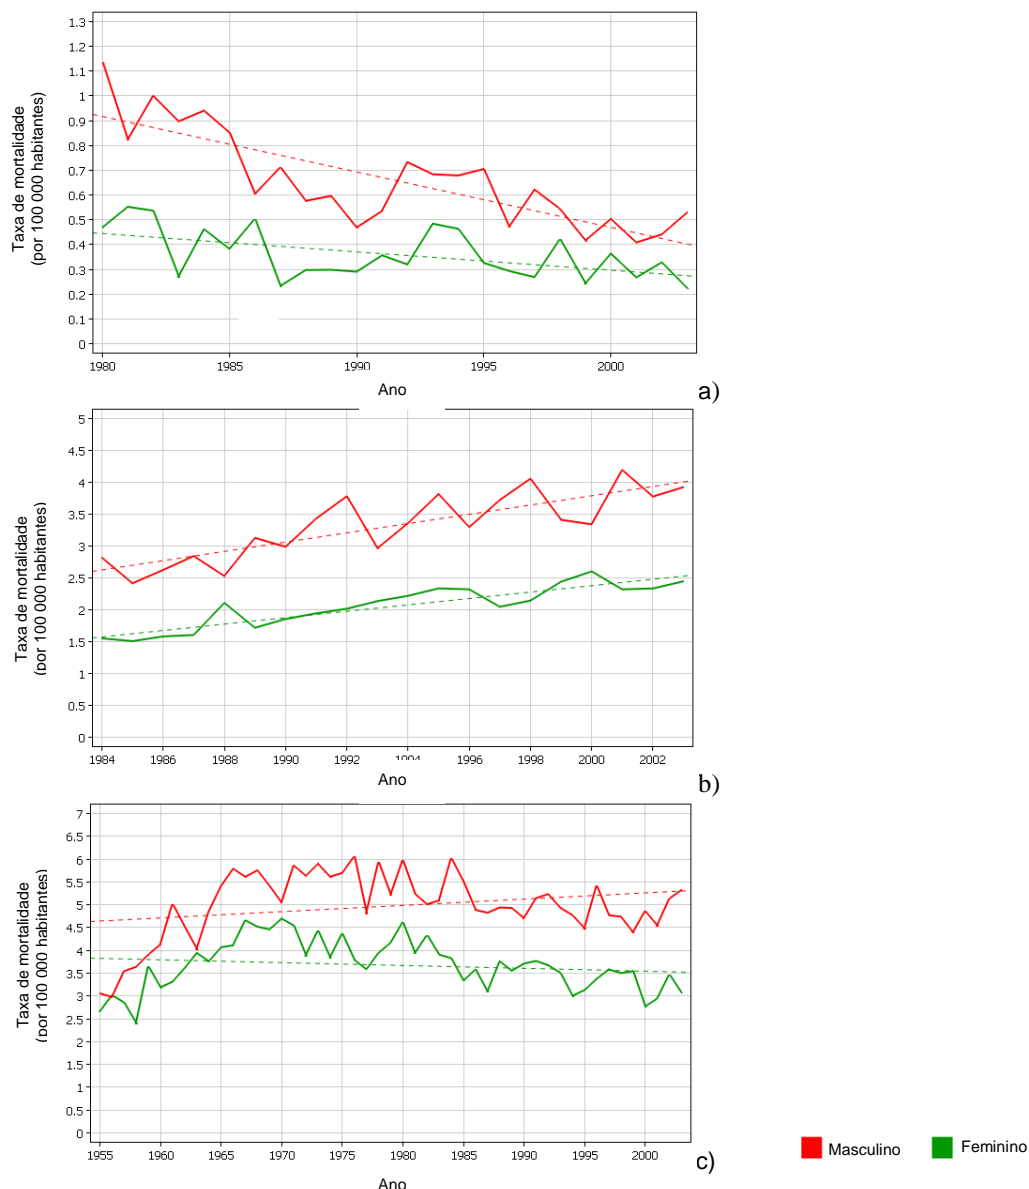 Taxa de mortalidade
(por 100 000 habitantes)
1.3
1.2
1.1
1
0.9
0.8
0.7
0.6
0.5
0.4
0.3
0.2
0.1
0
1980 1985 1990 1995 2000
Ano
a)
Taxa de mortalidade
(por 100 000 habitantes)
5
4.5
4
3.5
3
2.5
2
1.5
1
0.5
0
1984 1986 1988 1990 1992 1994 1996 1998 2000 2002
Ano
b)
Taxa de mortalidade
(por 100 000 habitantes)
7
6.5
6
5.5
5
4.5
4
3.5
3
2.5
2
1.5
1
0.5
0
1955 1960 1965 1970 1975 1980 1985 1990 1995 2000
Ano
c)
Masculino Feminino